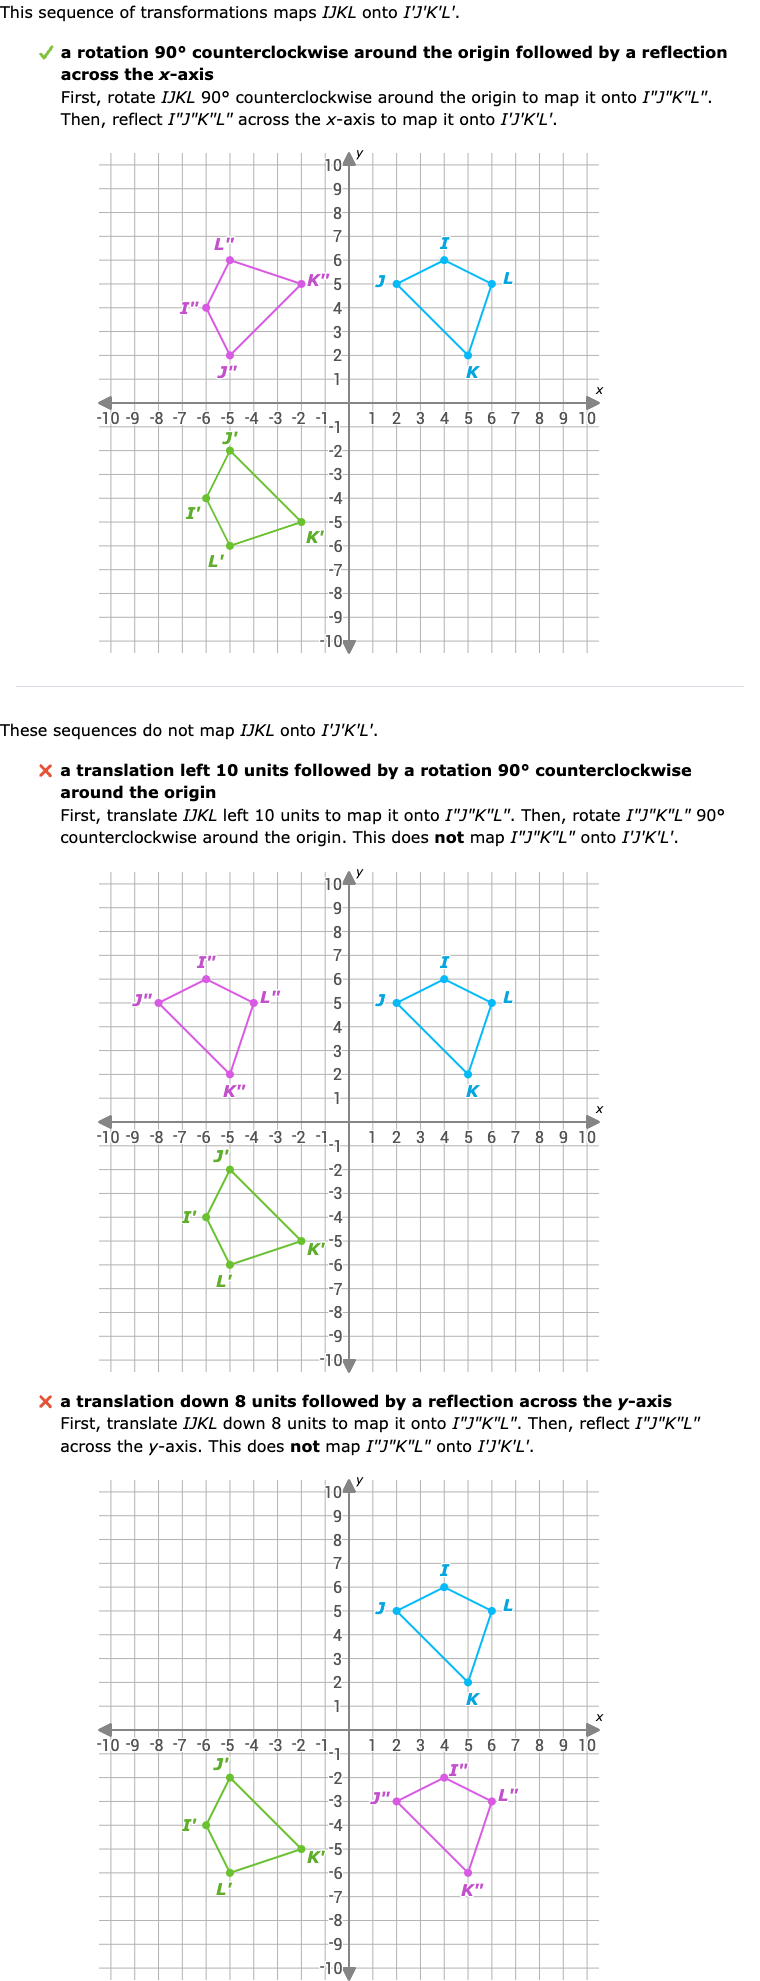 This sequence of transformations maps IJKL onto I'J'K'L'.
a rotation 90° counterclockwise around the origin followed by a reflection
across the x-axis
First, rotate IJKL 90° counterclockwise around the origin to map it onto I"J"K"L".
Then, reflect I"J"K"L" across the x-axis to map it onto I'J'K'L'.
y
10
9
8
7
6
5
4
3
2
1
L"
K"
I"
J"
I
J
L
K
x
-10 -9 -8 -7 -6 -5 -4 -3 -2 -1 1 2 3 4 5 6 7 8 9 10
-1
-2
-3
-4
-5
-6
-7
-8
-9
-10
J'
I'
K'
L'
These sequences do not map IJKL onto I'J'K'L'.
a translation left 10 units followed by a rotation 90° counterclockwise
around the origin
First, translate IJKL left 10 units to map it onto I"J"K"L". Then, rotate I"J"K"L" 90°
counterclockwise around the origin. This does not map I"J"K"L" onto I'J'K'L'.
y
10
9
8
7
6
5
4
3
2
1
I"
J"
L"
K"
I
J
L
K
x
-10 -9 -8 -7 -6 -5 -4 -3 -2 -1 1 2 3 4 5 6 7 8 9 10
-1
-2
-3
-4
-5
-6
-7
-8
-9
-10
J'
I'
K'
L'
a translation down 8 units followed by a reflection across the y-axis
First, translate IJKL down 8 units to map it onto I"J"K"L". Then, reflect I"J"K"L"
across the y-axis. This does not map I"J"K"L" onto I'J'K'L'.
y
10
9
8
7
6
5
4
3
2
1
I
J
L
K
x
-10 -9 -8 -7 -6 -5 -4 -3 -2 -1 1 2 3 4 5 6 7 8 9 10
-1
-2
-3
-4
-5
-6
-7
-8
-9
-10
J'
I'
K'
L'
I"
J"
L"
K"